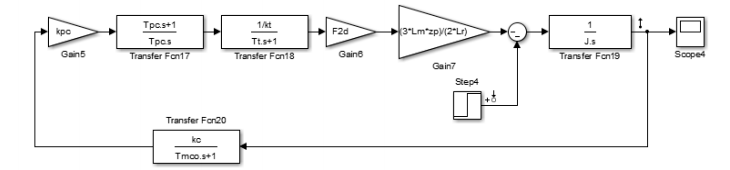 kpc
Gain5
Tpc.s+1
Tpc.s
Transfer Fcn17
1/kt
Tt.s+1
Transfer Fcn18
F2d
Gain6
(3*Lm*zp)/(2*Lr)
Gain7
Step4
1
J.s
Transfer Fcn19
Scope4
Transfer Fcn20
kc
Tmco.s+1